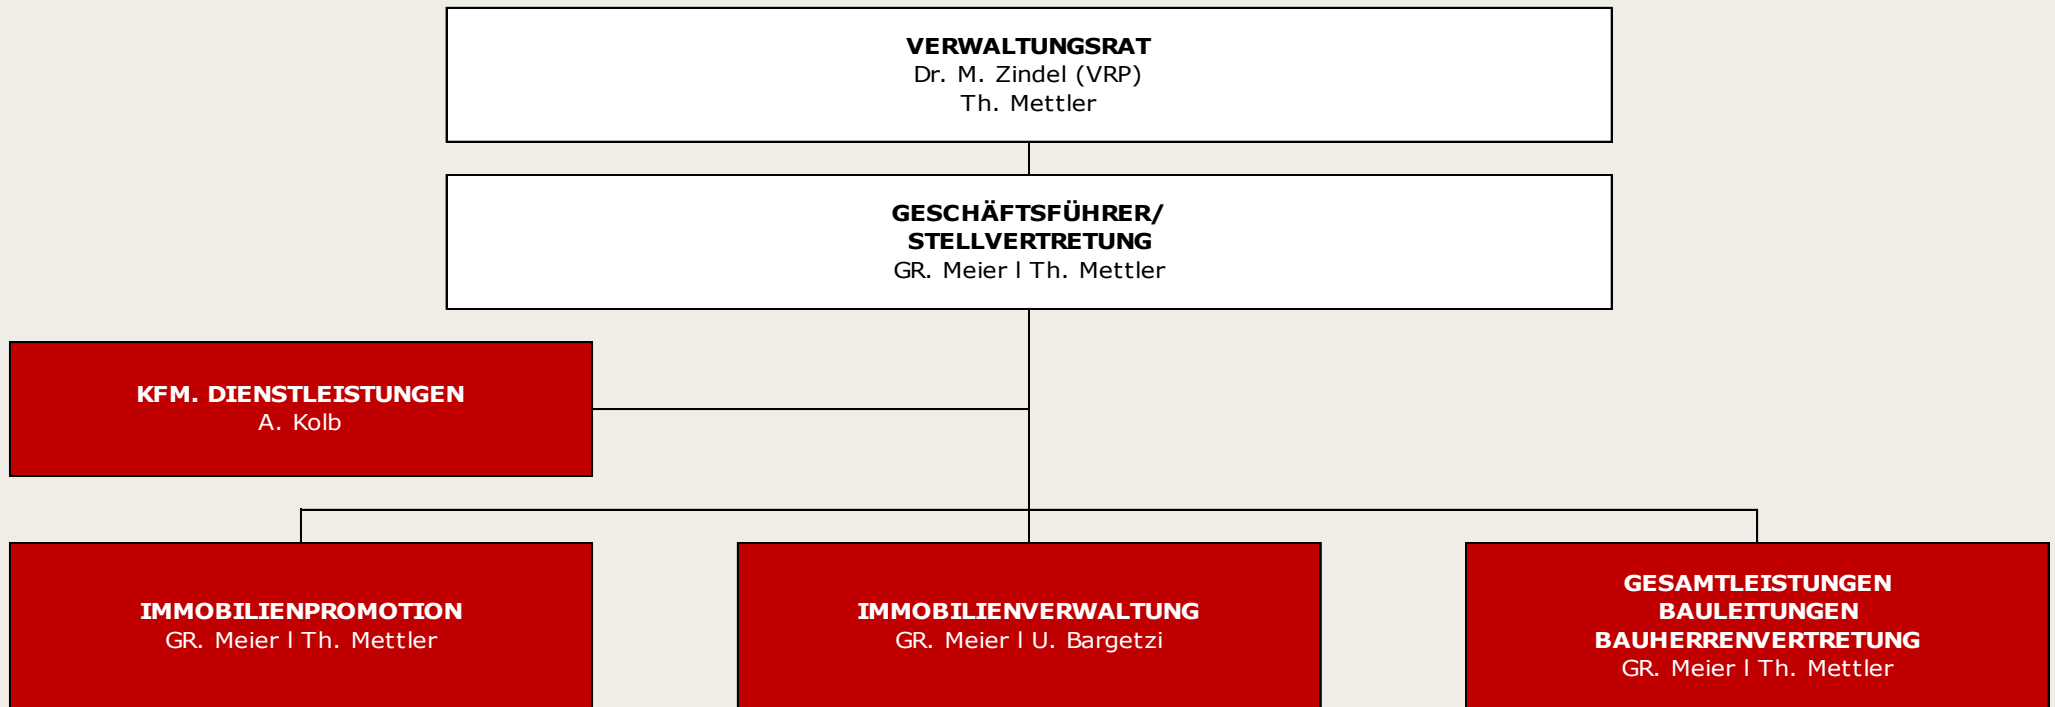 VERWALTUNGSRAT
Dr. M. Zindel (VRP)
Th. Mettler
GESCHÄFTSFÜHRER/
STELLVERTRETUNG
GR. Meier l Th. Mettler
KFM. DIENSTLEISTUNGEN
A. Kolb
IMMOBILIENPROMOTION
GR. Meier l Th. Mettler
IMMOBILIENVERWALTUNG
GR. Meier l U. Bargetzi
GESAMTLEISTUNGEN
BAULEITUNGEN
BAUHERRENVERTRETUNG
GR. Meier l Th. Mettler